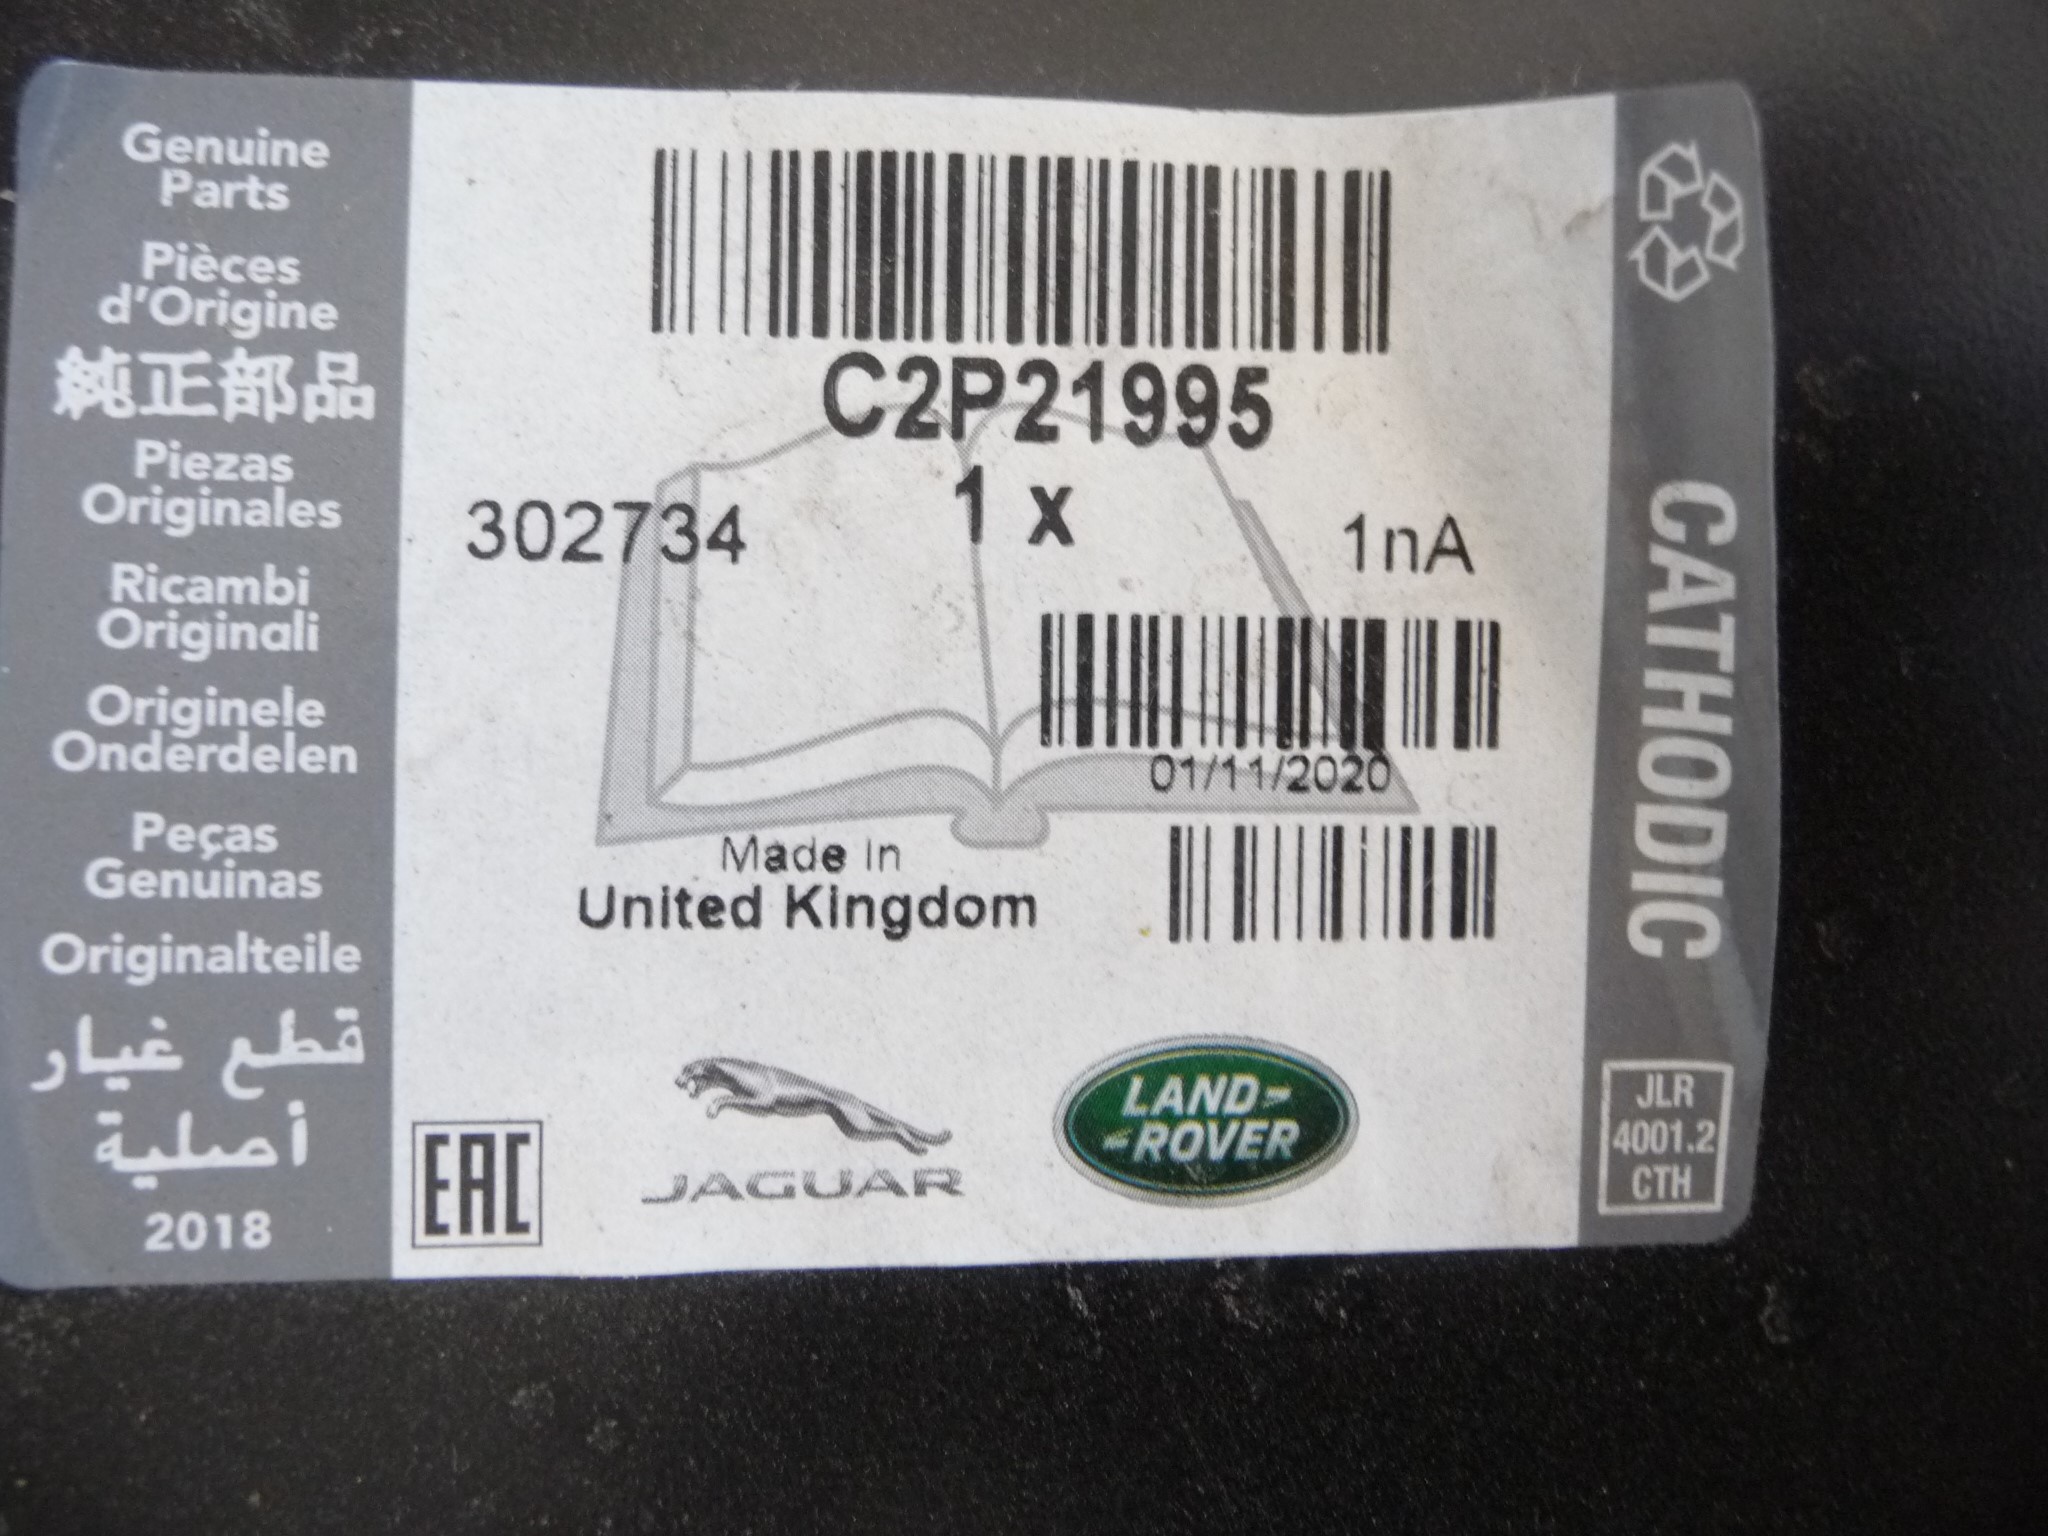 Genuine
Parts
Pièces
d'Origine
純正部品
Piezas
Originales
Ricambi
Originali
Originele
Onderdelen
Peças
Genuinas
Originalteile
قطع غيار
أصلية
2018
C2P21995
1 x
302734
1nA
01/11/2020
Made in
United Kingdom
EAC
JAGUAR
LAND-
-ROVER
CATHODIC
JLR
4001.2
CTH